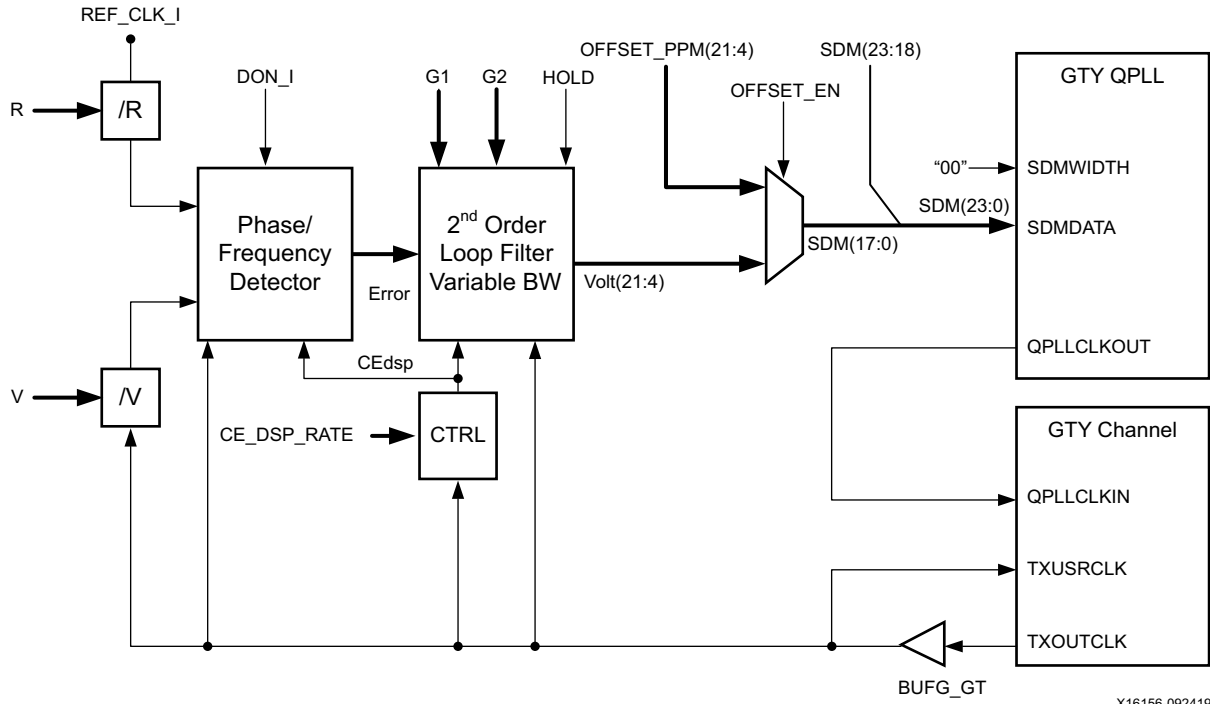 REF_CLK_I
R
/R
DON_I
G1
G2
HOLD
OFFSET_PPM(21:4)
SDM(23:18)
OFFSET_EN
GTY QPLL
“00”
SDMWIDTH
SDM(23:0)
SDMDATA
SDM(17:0)
Phase/
Frequency
Detector
Error
2nd Order
Loop Filter
Variable BW
Volt(21:4)
QPLLCLKOUT
CEdsp
V
/V
CE_DSP_RATE
CTRL
GTY Channel
QPLLCLKIN
TXUSRCLK
TXOUTCLK
BUFG_GT
X16156-092419